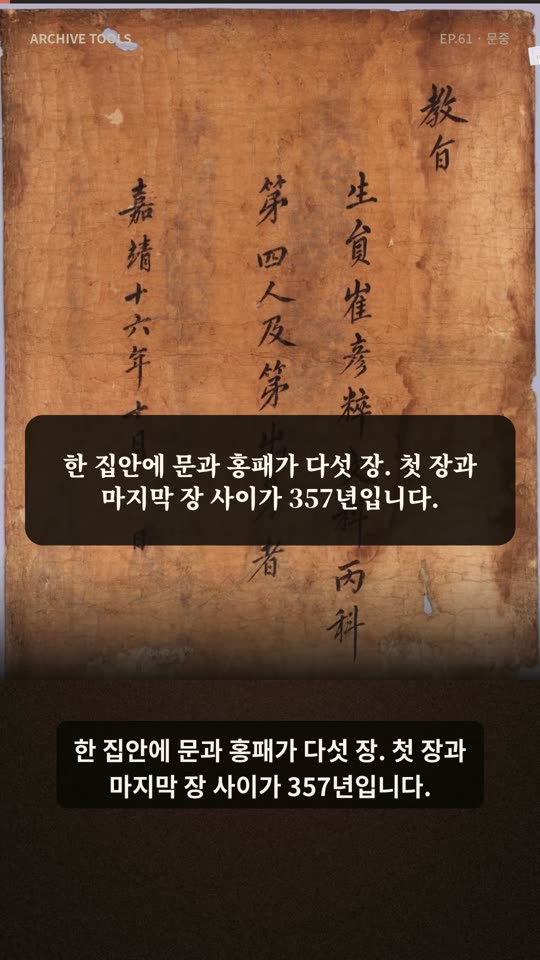 ARCHIVE TOOLS
EP.61 · 문중
教旨
生員崔彦粹
丙科
第四人及第
者
嘉靖十六年
日
한 집안에 문과 홍패가 다섯 장. 첫 장과
마지막 장 사이가 357년입니다.
한 집안에 문과 홍패가 다섯 장. 첫 장과
마지막 장 사이가 357년입니다.